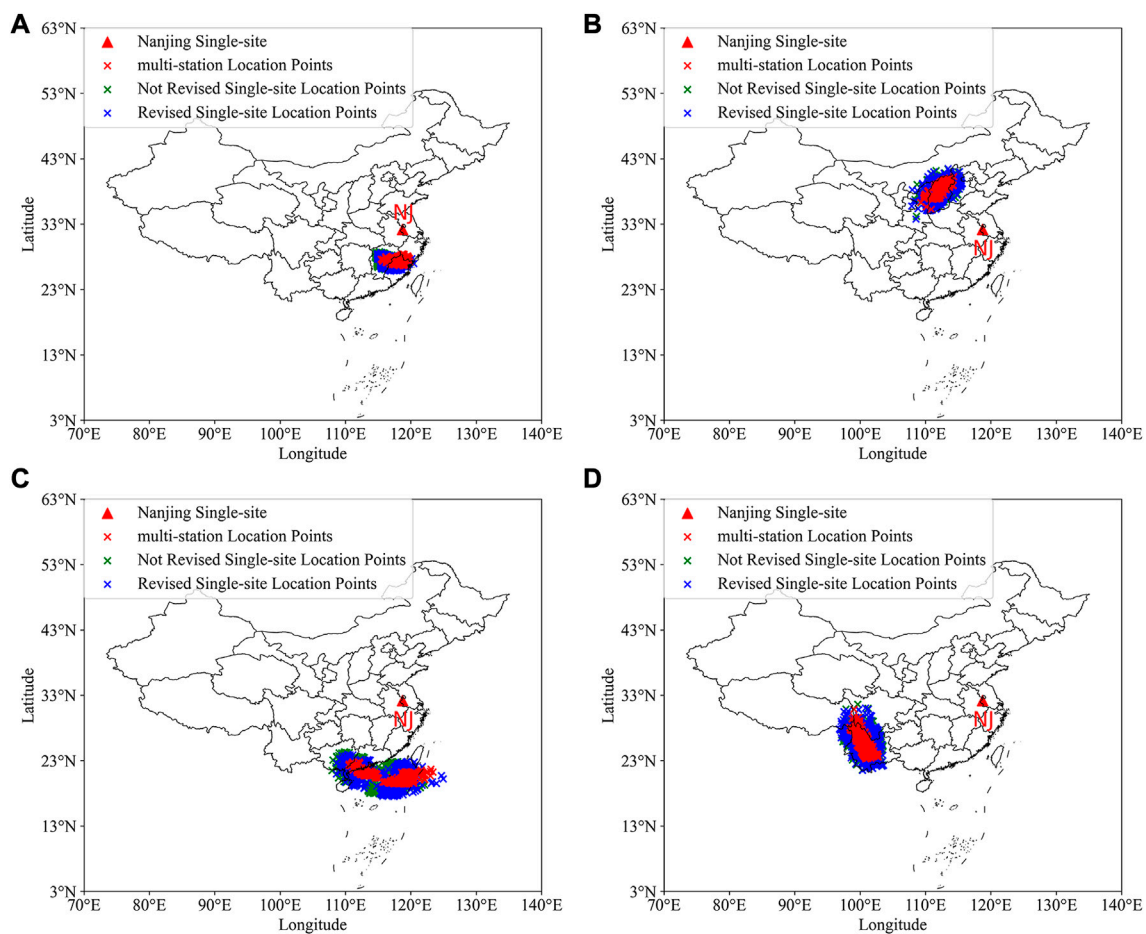 A
63°N
53°N
43°N
33°N
23°N
13°N
3°N
Latitude
Nanjing Single-site
multi-station Location Points
Not Revised Single-site Location Points
Revised Single-site Location Points
NJ
70°E 80°E 90°E 100°E 110°E 120°E 130°E 140°E
Longitude
B
63°N
53°N
43°N
33°N
23°N
13°N
3°N
Latitude
Nanjing Single-site
multi-station Location Points
Not Revised Single-site Location Points
Revised Single-site Location Points
NJ
70°E 80°E 90°E 100°E 110°E 120°E 130°E 140°E
Longitude
C
63°N
53°N
43°N
33°N
23°N
13°N
3°N
Latitude
Nanjing Single-site
multi-station Location Points
Not Revised Single-site Location Points
Revised Single-site Location Points
NJ
70°E 80°E 90°E 100°E 110°E 120°E 130°E 140°E
Longitude
D
63°N
53°N
43°N
33°N
23°N
13°N
3°N
Latitude
Nanjing Single-site
multi-station Location Points
Not Revised Single-site Location Points
Revised Single-site Location Points
NJ
70°E 80°E 90°E 100°E 110°E 120°E 130°E 140°E
Longitude